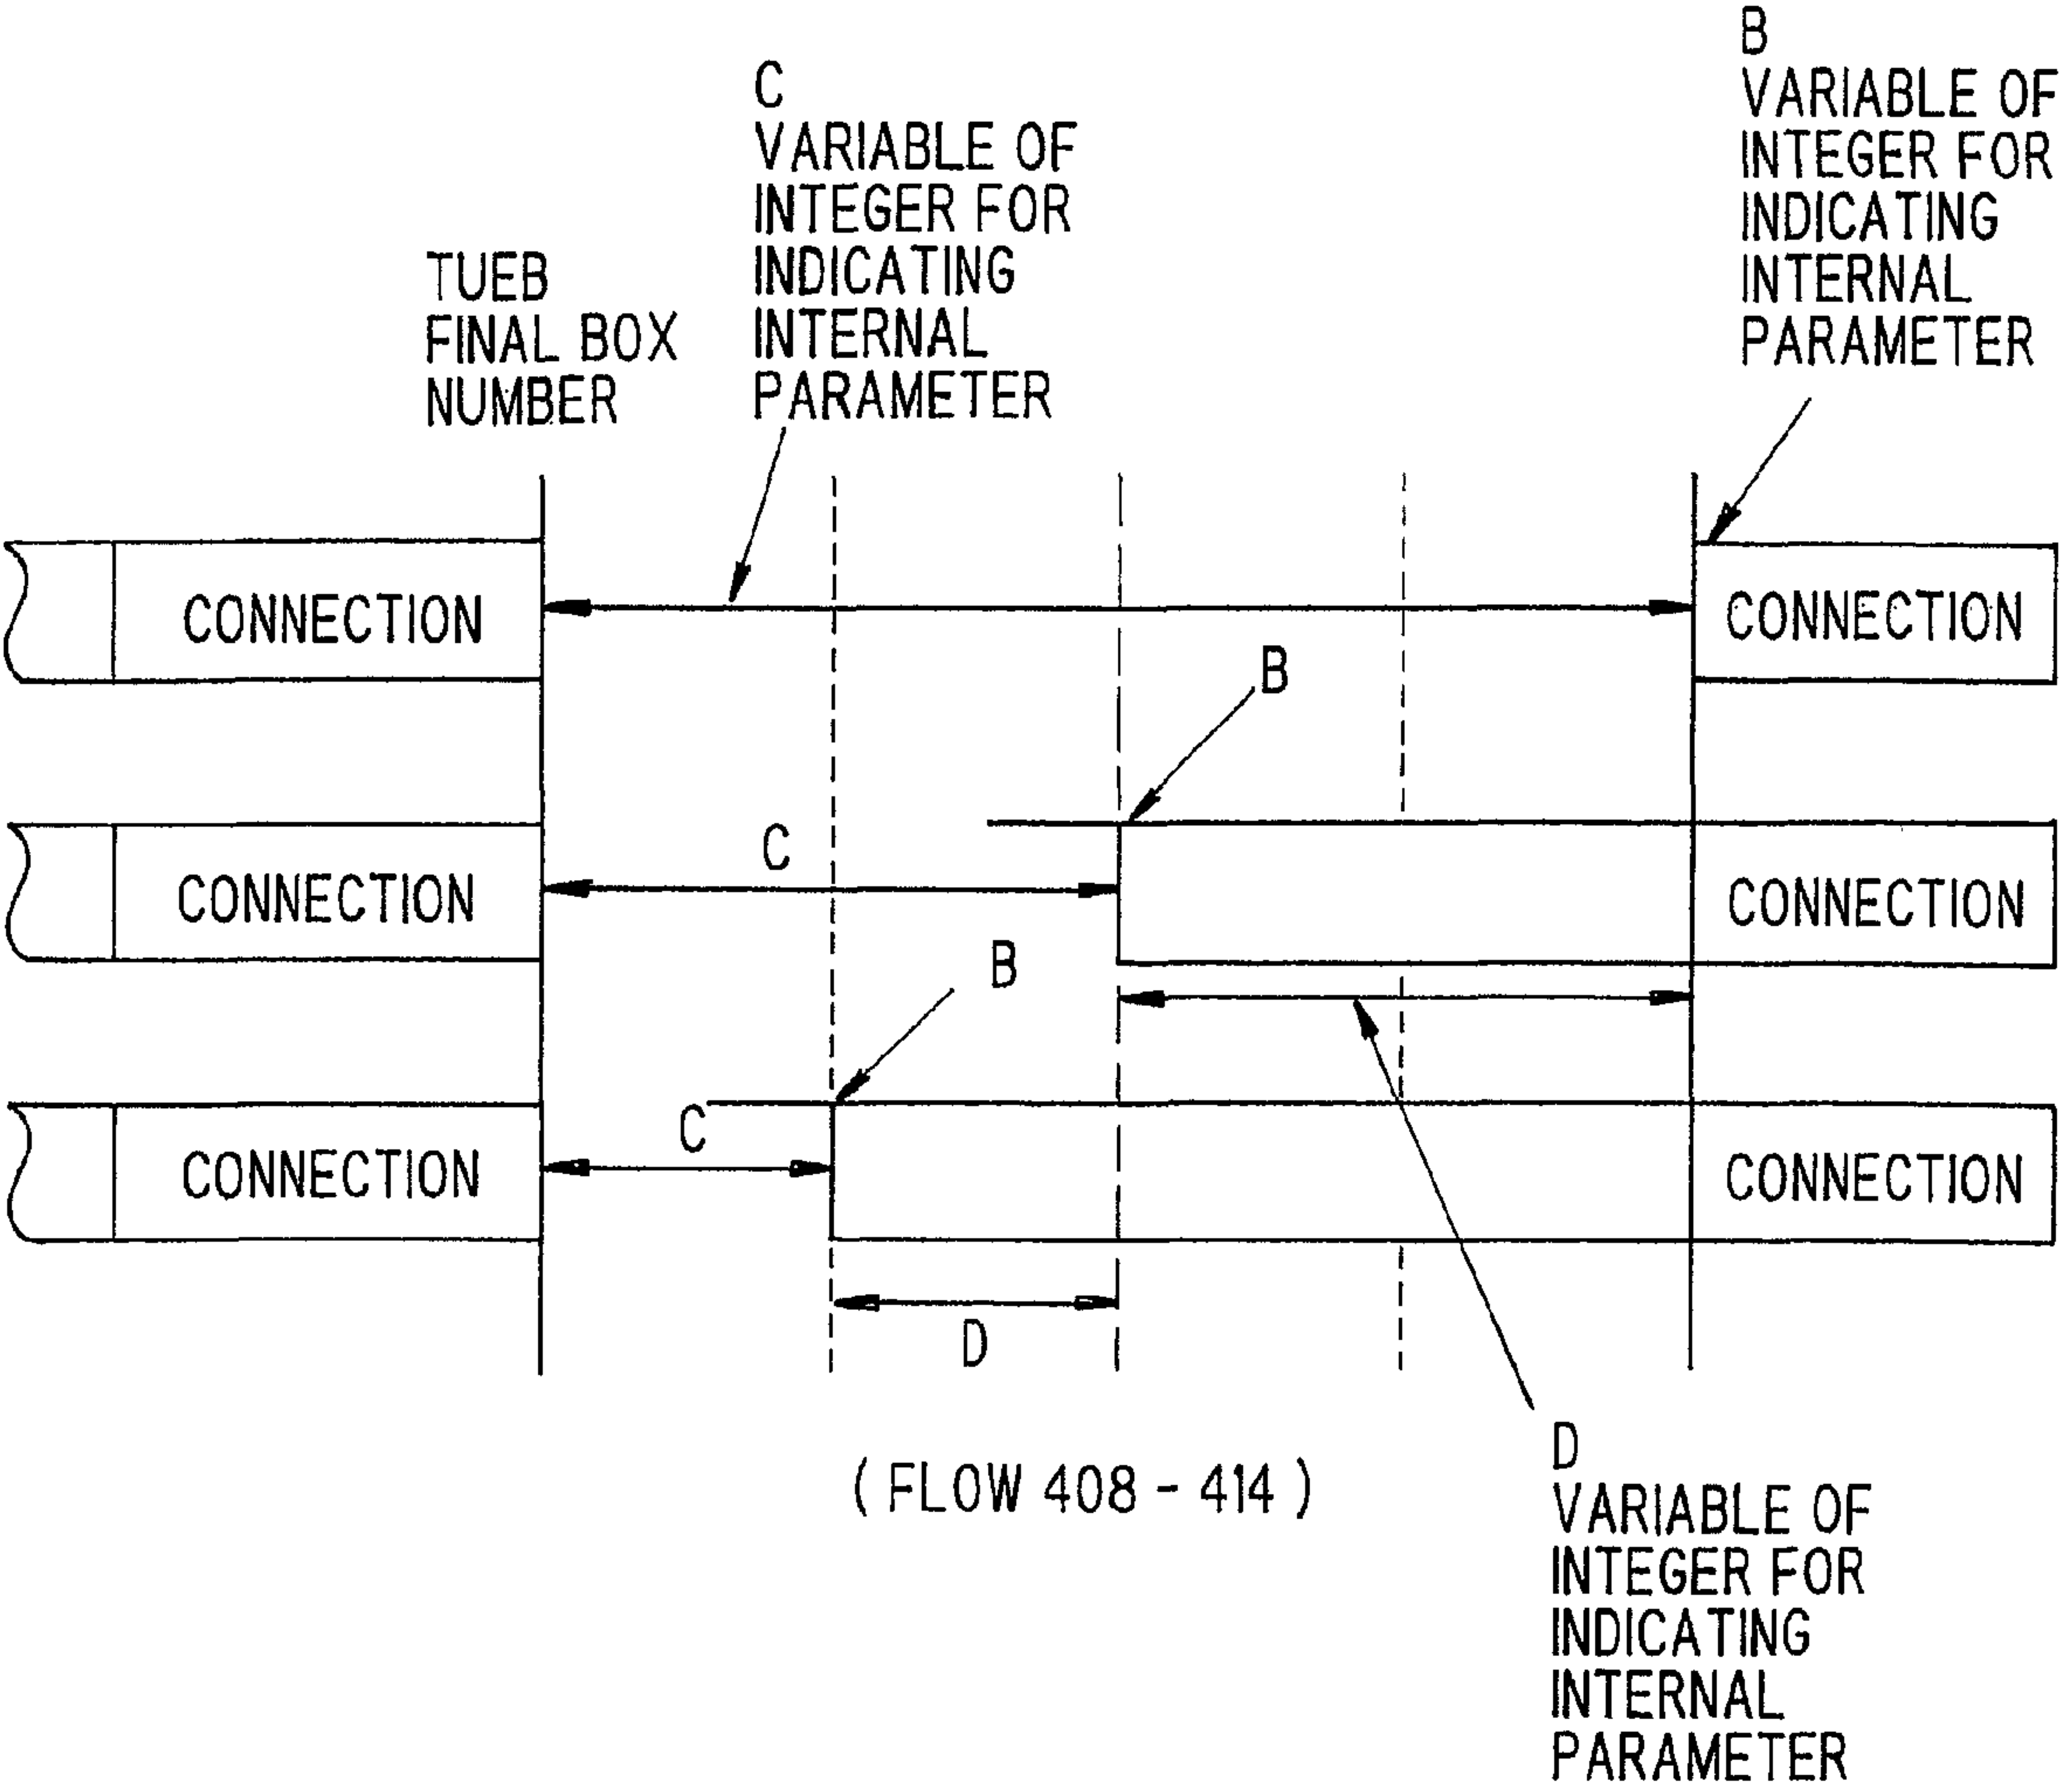 B
VARIABLE OF
INTEGER FOR
INDICATING
INTERNAL
PARAMETER
C
VARIABLE OF
INTEGER FOR
INDICATING
INTERNAL
PARAMETER
TUEB
FINAL BOX
NUMBER
CONNECTION
CONNECTION
B
C
CONNECTION
CONNECTION
B
C
CONNECTION
CONNECTION
D
D
VARIABLE OF
INTEGER FOR
INDICATING
INTERNAL
PARAMETER
( FLOW 408 - 414 )